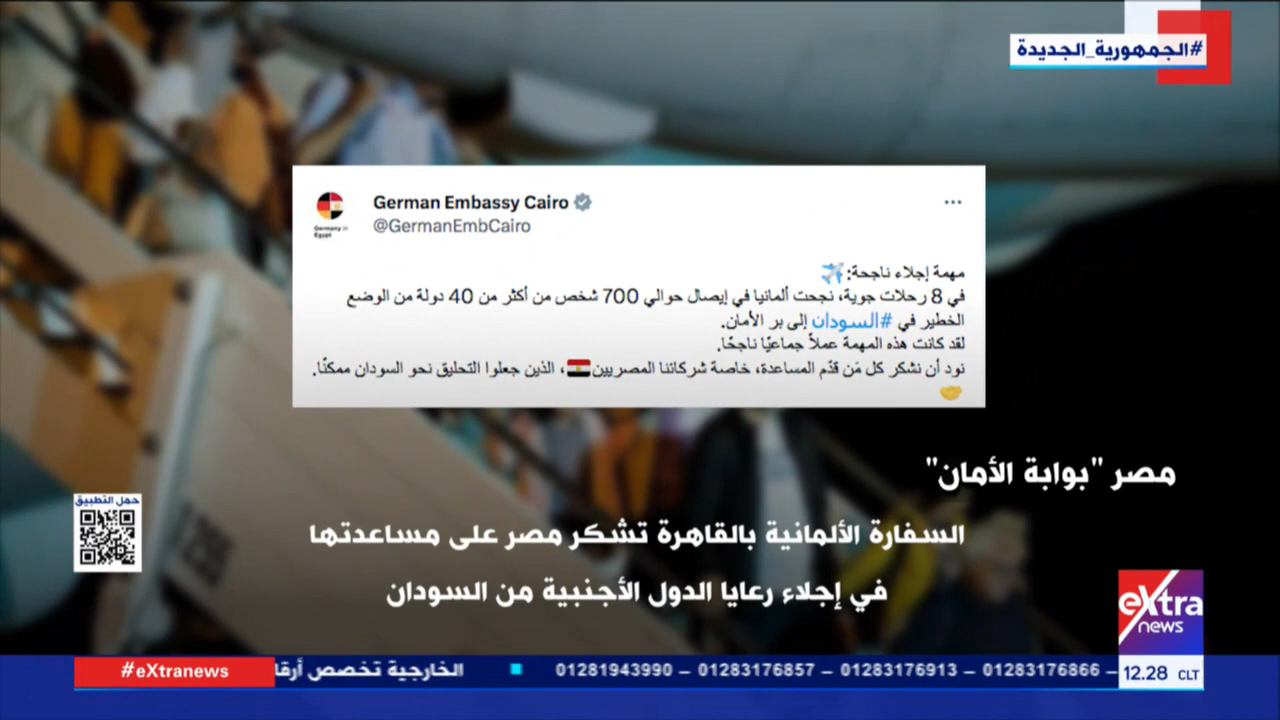 #الجمهورية_الجديدة
German Embassy Cairo
@GermanEmbCairo
Germany in
Egypt
مهمة إجلاء ناجحة:✈️
في 8 رحلات جوية، نجحت ألمانيا في إيصال حوالي 700 شخص من أكثر من 40 دولة من الوضع
الخطير في #السودان إلى بر الأمان.
لقد كانت هذه المهمة عملاً جماعيًا ناجحًا.
نود أن نشكر كل مَن قدّم المساعدة، خاصة شركائنا المصريين🇪🇬، الذين جعلوا التحليق نحو السودان ممكنًا.
🤝
مصر "بوابة الأمان"
السفارة الألمانية بالقاهرة تشكر مصر على مساعدتها
في إجلاء رعايا الدول الأجنبية من السودان
حمل التطبيق
eXtra
news
#eXtranews
01281943990 – 01283176857 – 01283176913 – 01283176866 –
الخارجية تخصص أرقا
12.28 CLT